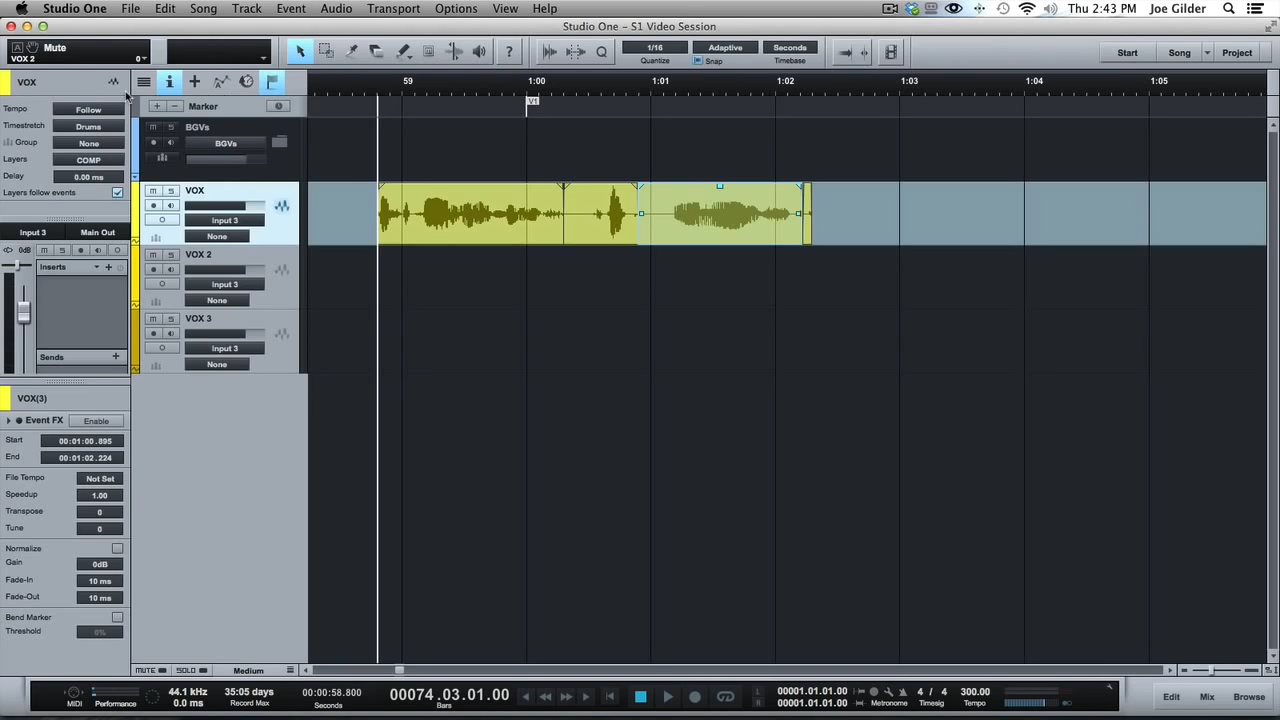 Studio One File Edit Song Track Event Audio Transport Options View Help Thu 2:43 PM Joe Gilder
Studio One – S1 Video Session
Mute
VOX 2 0
1/16
Quantize
Adaptive
Snap
Seconds
Timebase
Start Song Project
VOX
59 1:00 1:01 1:02 1:03 1:04 1:05
Marker
V1
Tempo Follow
Timestretch Drums
Group None
Layers COMP
Delay 0.00 ms
Layers follow events
M S BGVs
BGVs
M S VOX
Input 3
None
M S VOX 2
Input 3
None
M S VOX 3
Input 3
None
Input 3 Main Out
0dB M S
Inserts
Sends
VOX(3)
Event FX Enable
Start 00:01:00.895
End 00:01:02.224
File Tempo Not Set
Speedup 1.00
Transpose 0
Tune 0
Normalize
Gain 0dB
Fade-In 10 ms
Fade-Out 10 ms
Bend Marker
Threshold 0%
MUTE SOLO Medium
MIDI Performance
44.1 kHz
0.0 ms
35:05 days
Record Max
00:00:58.800
Seconds
00074.03.01.00
Bars
L 00001.01.01.00
R 00001.01.01.00
Metronome
4 / 4
Timesig
300.00
Tempo
Edit Mix Browse